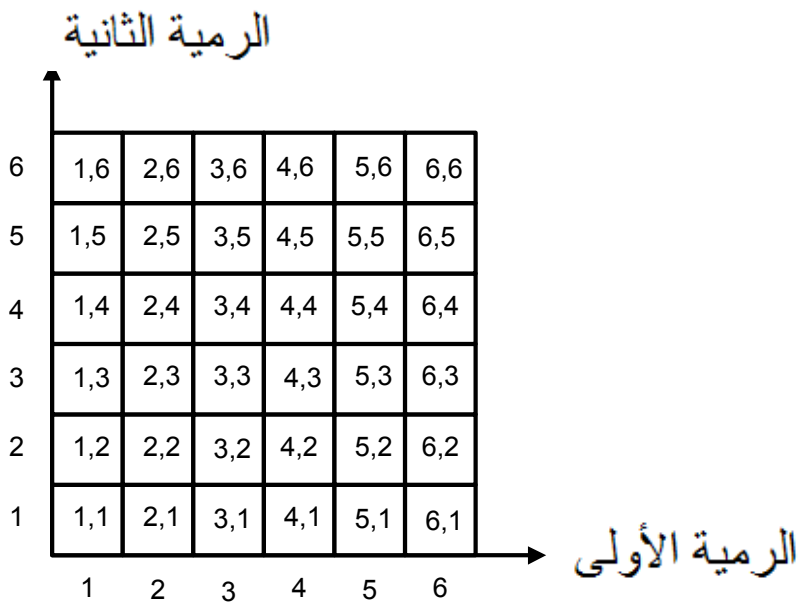 الرمية الثانية
6 1,6 2,6 3,6 4,6 5,6 6,6
5 1,5 2,5 3,5 4,5 5,5 6,5
4 1,4 2,4 3,4 4,4 5,4 6,4
3 1,3 2,3 3,3 4,3 5,3 6,3
2 1,2 2,2 3,2 4,2 5,2 6,2
1 1,1 2,1 3,1 4,1 5,1 6,1
الرمية الأولى
1 2 3 4 5 6